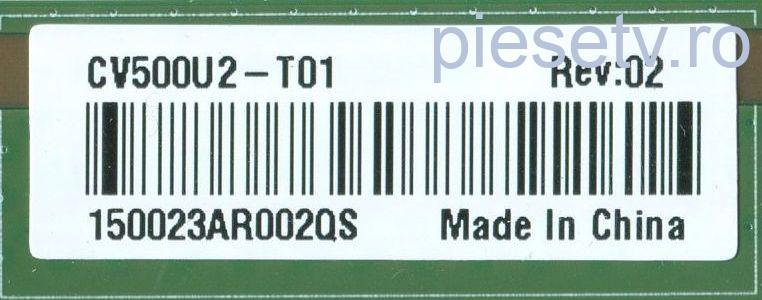 piesetv.ro
CV500U2-T01 Rev:02
150023AR002QS Made In China